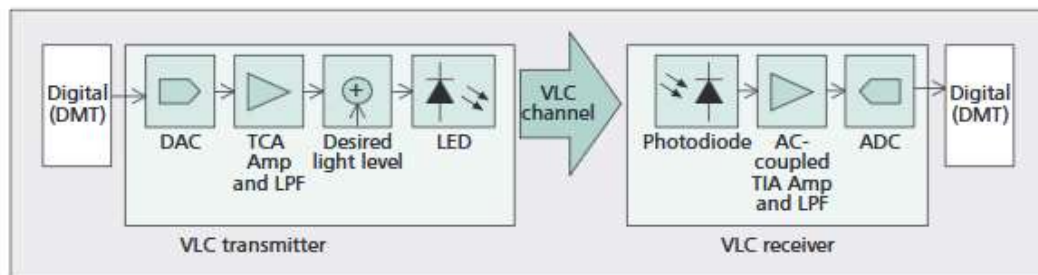 Digital
(DMT)
DAC
TCA
Amp
and LPF
+
Desired
light level
LED
VLC transmitter
VLC
channel
Photodiode
AC-
coupled
TIA Amp
and LPF
ADC
VLC receiver
Digital
(DMT)